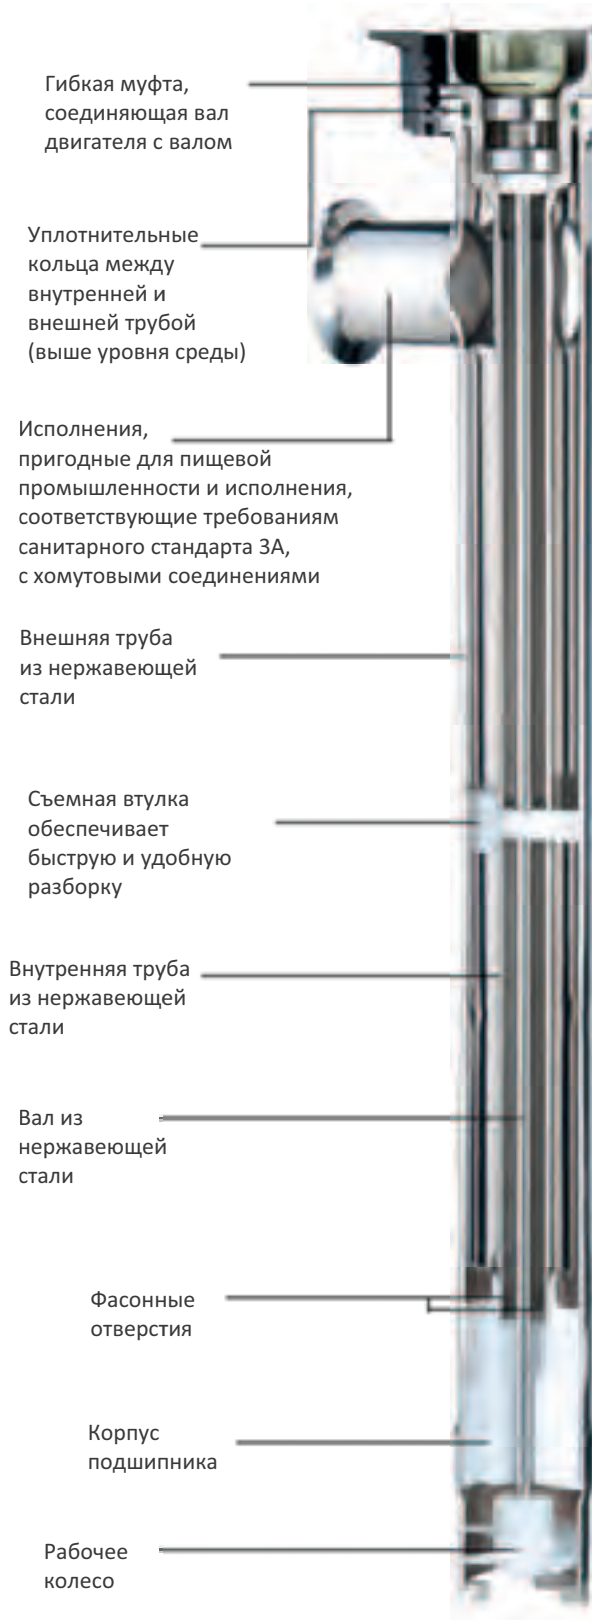 Гибкая муфта,
соединяющая вал
двигателя с валом
Уплотнительные
кольца между
внутренней и
внешней трубой
(выше уровня среды)
Исполнения,
пригодные для пищевой
промышленности и исполнения,
соответствующие требованиям
санитарного стандарта 3А,
с хомутовыми соединениями
Внешняя труба
из нержавеющей
стали
Съемная втулка
обеспечивает
быструю и удобную
разборку
Внутренняя труба
из нержавеющей
стали
Вал из
нержавеющей
стали
Фасонные
отверстия
Корпус
подшипника
Рабочее
колесо